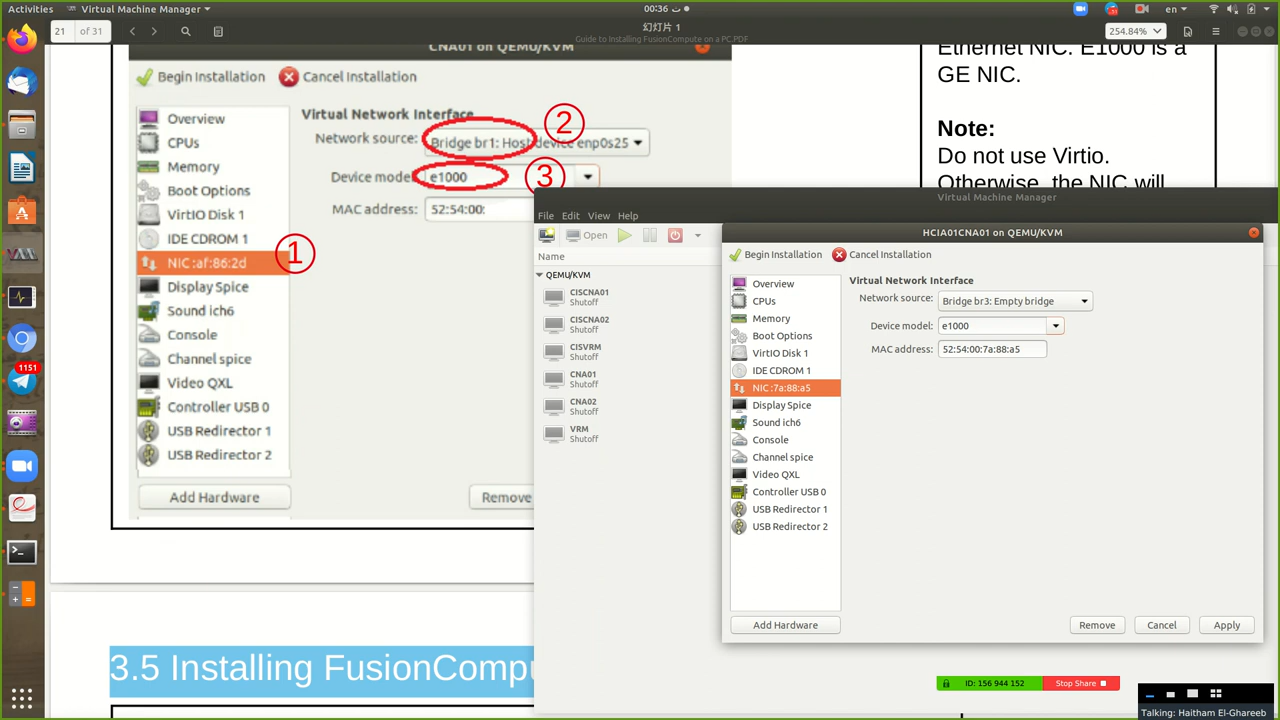 Activities
Virtual Machine Manager
00:36 ت
en
21
of 31
幻灯片 1
Guide to Installing FusionCompute on a PC.PDF
254.84%
CNA01 on QEMU/KVM
Begin Installation
Cancel Installation
Overview
CPUs
Memory
Boot Options
VirtIO Disk 1
IDE CDROM 1
NIC :af:86:2d
Display Spice
Sound ich6
Console
Channel spice
Video QXL
Controller USB 0
USB Redirector 1
USB Redirector 2
Add Hardware
Virtual Network Interface
Network source:
Bridge br1: Host device enp0s25
Device model:
e1000
MAC address:
52:54:00:
Remove
1
2
3
Ethernet NIC. E1000 is a
GE NIC.
Note:
Do not use Virtio.
Otherwise, the NIC will
3.5 Installing FusionCompu
1151
Virtual Machine Manager
File
Edit
View
Help
Open
Name
QEMU/KVM
CISCNA01
Shutoff
CISCNA02
Shutoff
CISVRM
Shutoff
CNA01
Shutoff
CNA02
Shutoff
VRM
Shutoff
HCIA01CNA01 on QEMU/KVM
Begin Installation
Cancel Installation
Overview
CPUs
Memory
Boot Options
VirtIO Disk 1
IDE CDROM 1
NIC :7a:88:a5
Display Spice
Sound ich6
Console
Channel spice
Video QXL
Controller USB 0
USB Redirector 1
USB Redirector 2
Add Hardware
Virtual Network Interface
Network source:
Bridge br3: Empty bridge
Device model:
e1000
MAC address:
52:54:00:7a:88:a5
Remove
Cancel
Apply
ID: 156 944 152
Stop Share
Talking: Haitham El-Ghareeb